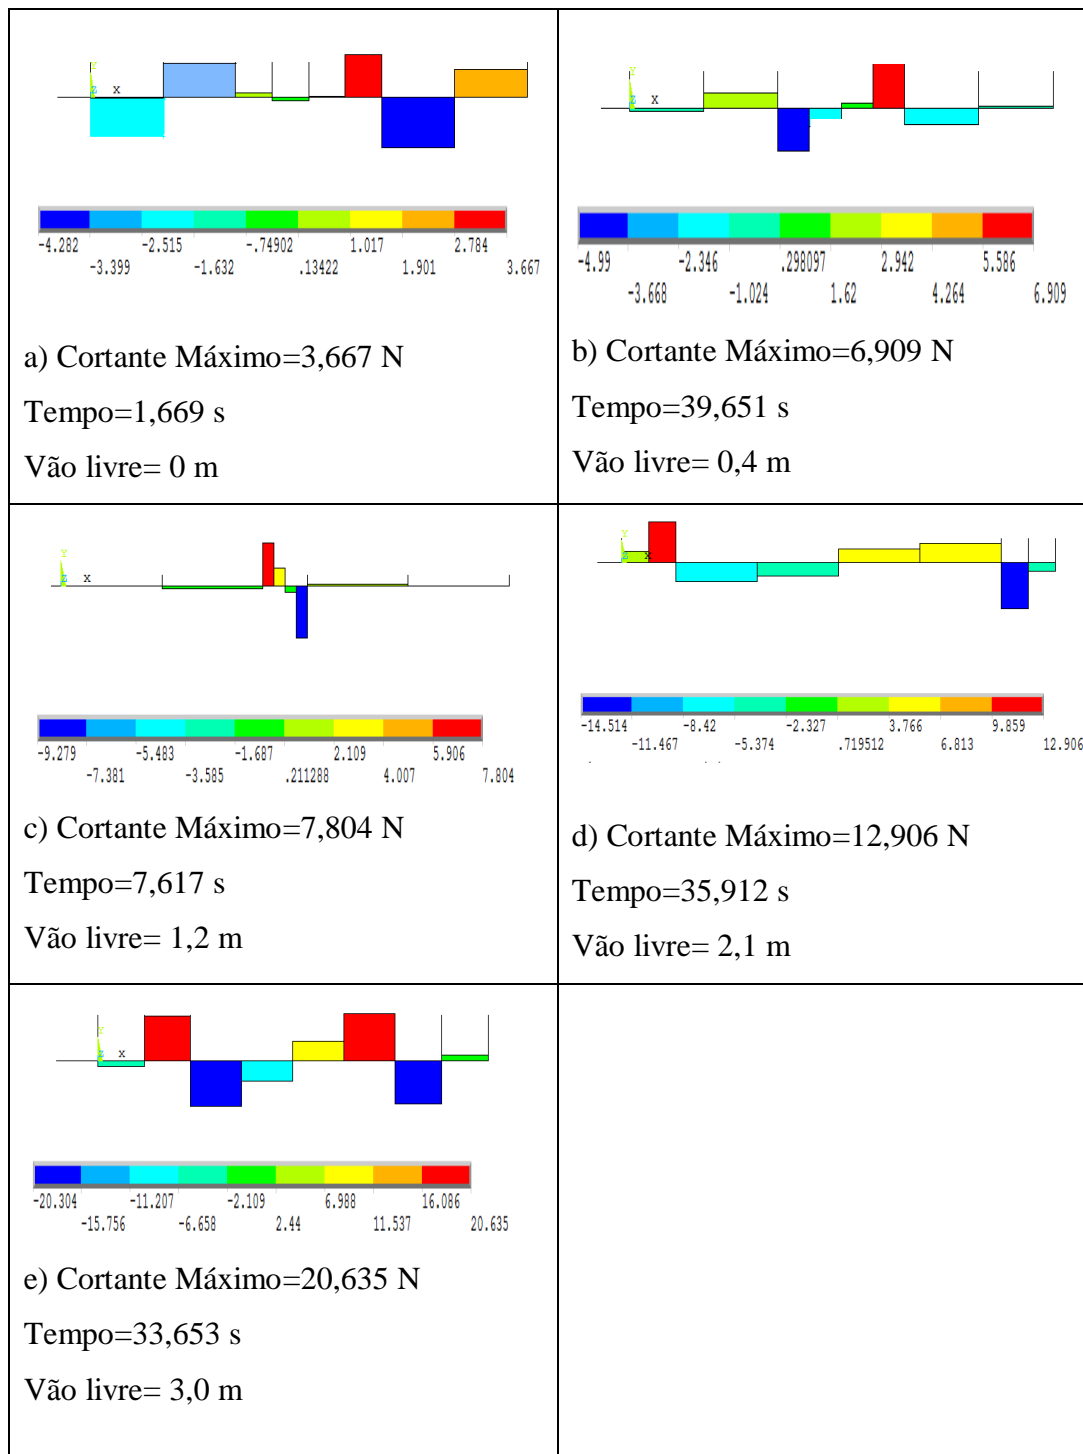 Y
Z X
-4.282 -2.515 -.74902 1.017 2.784
-3.399 -1.632 .13422 1.901 3.667
a) Cortante Máximo=3,667 N
Tempo=1,669 s
Vão livre= 0 m
Y
Z X
-4.99 -2.346 .298097 2.942 5.586
-3.668 -1.024 1.62 4.264 6.909
b) Cortante Máximo=6,909 N
Tempo=39,651 s
Vão livre= 0,4 m
Y
Z X
-9.279 -5.483 -1.687 2.109 5.906
-7.381 -3.585 .211288 4.007 7.804
c) Cortante Máximo=7,804 N
Tempo=7,617 s
Vão livre= 1,2 m
Y
Z X
-14.514 -8.42 -2.327 3.766 9.859
-11.467 -5.374 .719512 6.813 12.906
d) Cortante Máximo=12,906 N
Tempo=35,912 s
Vão livre= 2,1 m
Y
Z X
-20.304 -11.207 -2.109 6.988 16.086
-15.756 -6.658 2.44 11.537 20.635
e) Cortante Máximo=20,635 N
Tempo=33,653 s
Vão livre= 3,0 m